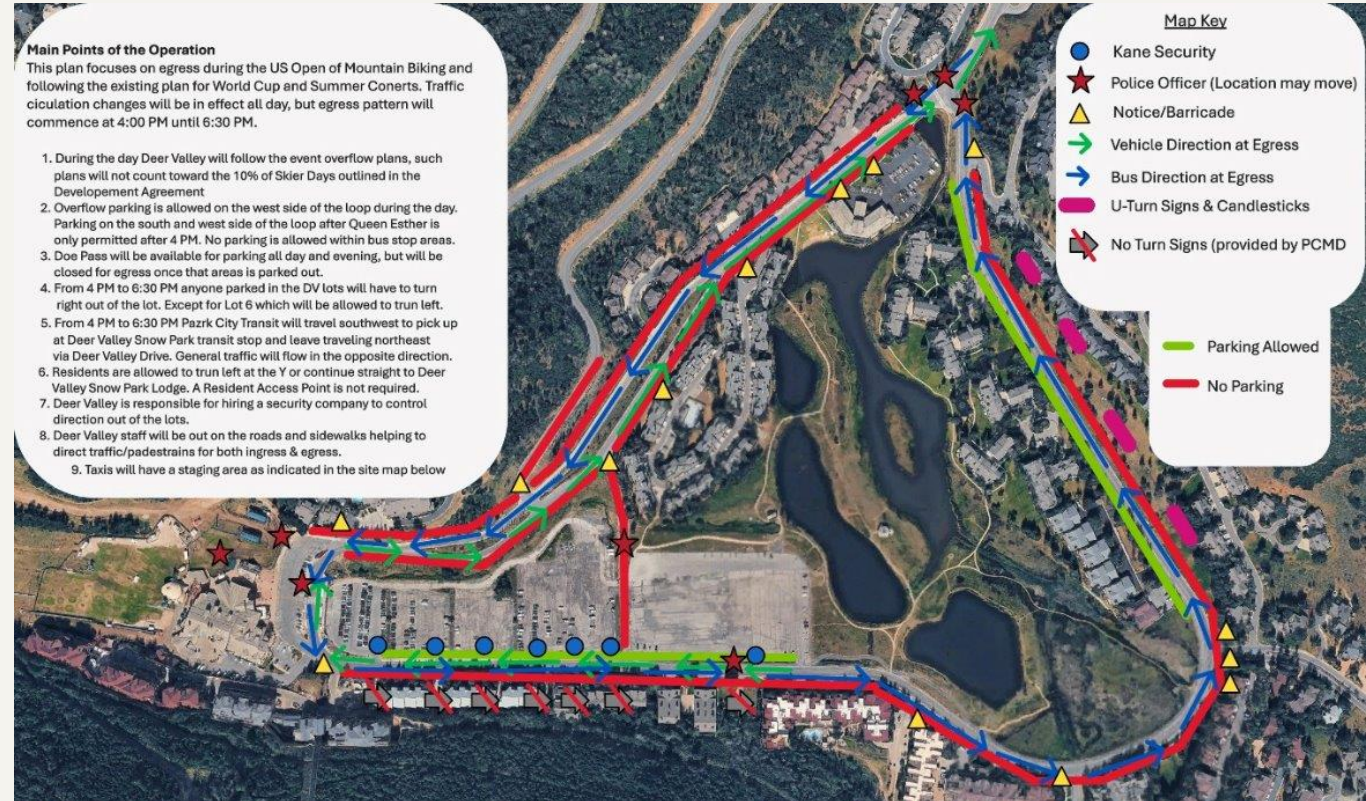 Main Points of the Operation
This plan focuses on egress during the US Open of Mountain Biking and
following the existing plan for World Cup and Summer Conerts. Traffic
ciculation changes will be in effect all day, but egress pattern will
commence at 4:00 PM until 6:30 PM.
1. During the day Deer Valley will follow the event overflow plans, such
plans will not count toward the 10% of Skier Days outlined in the
Developement Agreement
2. Overflow parking is allowed on the west side of the loop during the day.
Parking on the south and west side of the loop after Queen Esther is
only permitted after 4 PM. No parking is allowed within bus stop areas.
3. Doe Pass will be available for parking all day and evening, but will be
closed for egress once that areas is parked out.
4. From 4 PM to 6:30 PM anyone parked in the DV lots will have to turn
right out of the lot. Except for Lot 6 which will be allowed to trun left.
5. From 4 PM to 6:30 PM Pazrk City Transit will travel southwest to pick up
at Deer Valley Snow Park transit stop and leave traveling northeast
via Deer Valley Drive. General traffic will flow in the opposite direction.
6. Residents are allowed to trun left at the Y or continue straight to Deer
Valley Snow Park Lodge. A Resident Access Point is not required.
7. Deer Valley is responsible for hiring a security company to control
direction out of the lots.
8. Deer Valley staff will be out on the roads and sidewalks helping to
direct traffic/padestrains for both ingress & egress.
9. Taxis will have a staging area as indicated in the site map below
Map Key
Kane Security
Police Officer (Location may move)
Notice/Barricade
Vehicle Direction at Egress
Bus Direction at Egress
U-Turn Signs & Candlesticks
No Turn Signs (provided by PCMD
Parking Allowed
No Parking